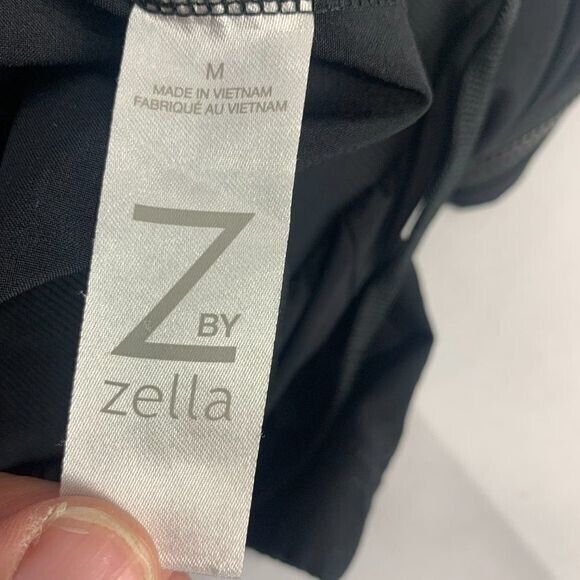 M
MADE IN VIETNAM
FABRIQUÉ AU VIETNAM
Z BY
zella